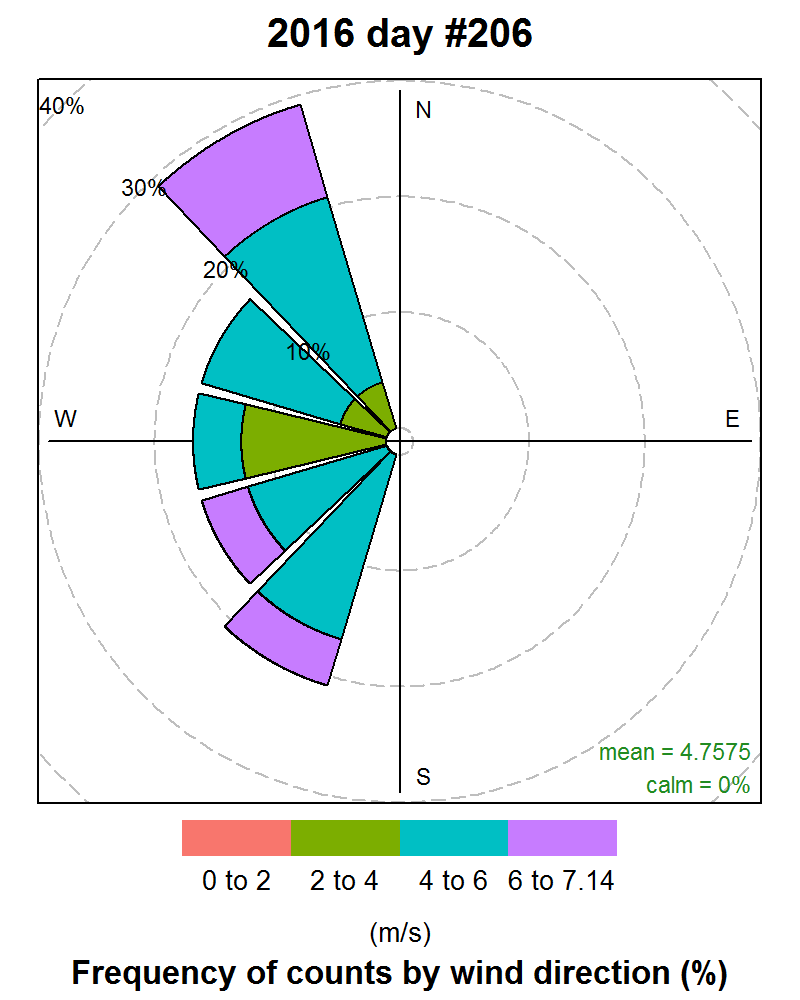 2016 day #206
40%
N
30%
20%
10%
W
E
S
mean = 4.7575
calm = 0%
0 to 2 2 to 4 4 to 6 6 to 7.14
(m/s)
Frequency of counts by wind direction (%)